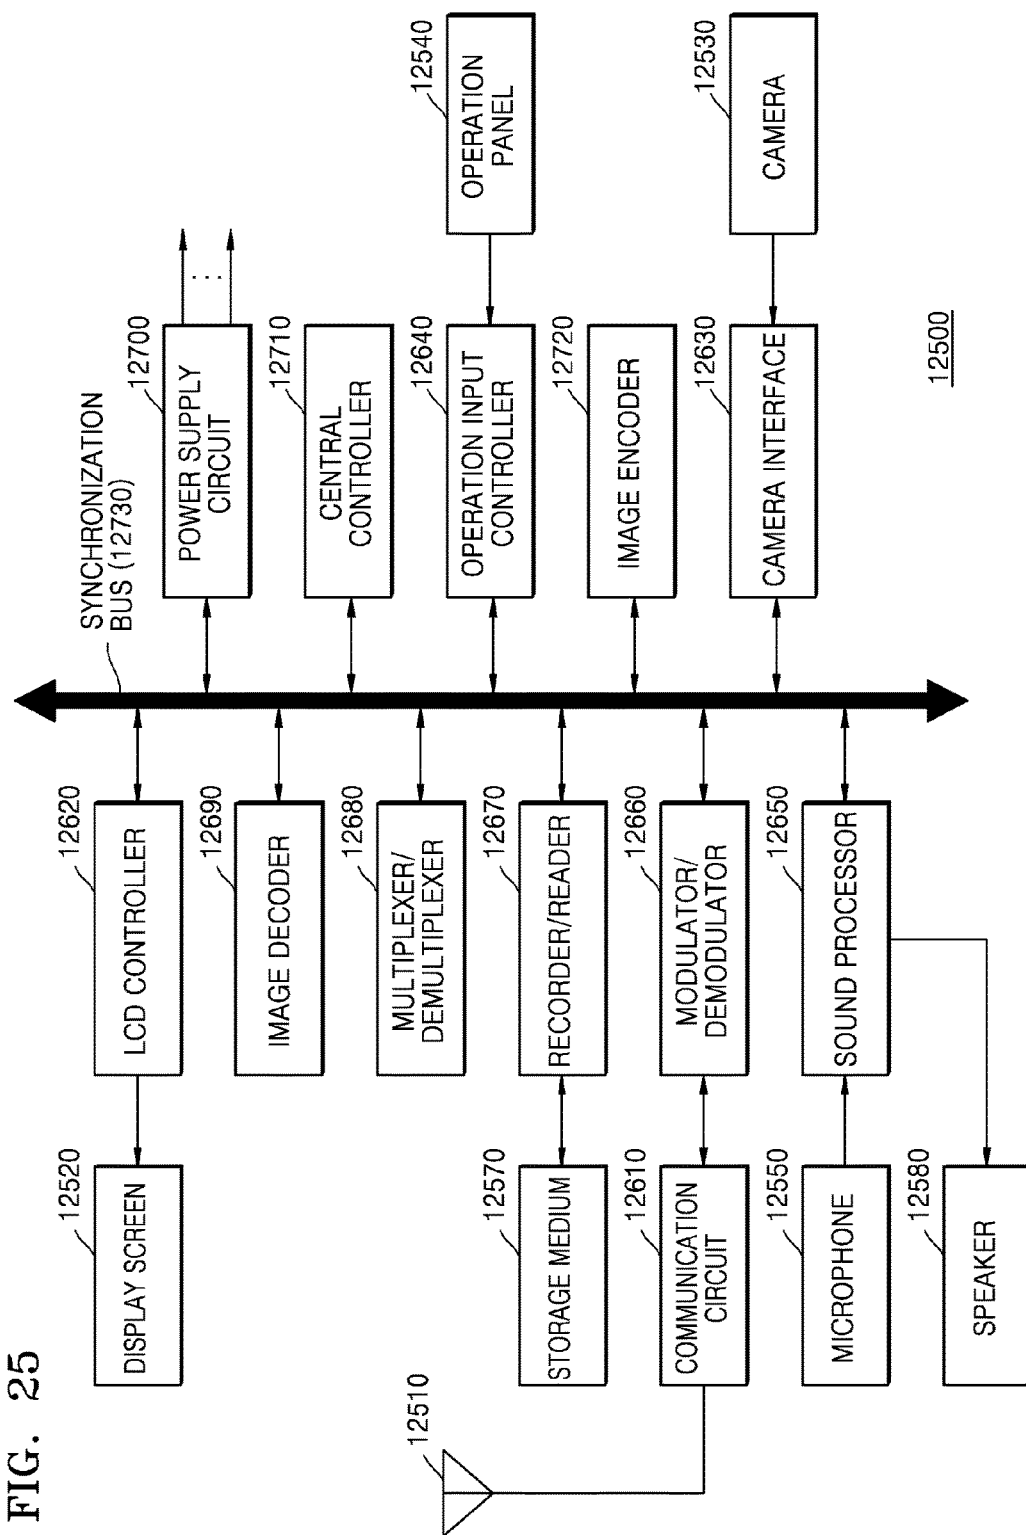 FIG. 25
12510
12520
DISPLAY SCREEN
12620
LCD CONTROLLER
12690
IMAGE DECODER
12680
MULTIPLEXER/
DEMULTIPLEXER
12570
STORAGE MEDIUM
12670
RECORDER/READER
12610
COMMUNICATION
CIRCUIT
12660
MODULATOR/
DEMODULATOR
12550
MICROPHONE
12650
SOUND PROCESSOR
12580
SPEAKER
SYNCHRONIZATION
BUS (12730)
12700
POWER SUPPLY
CIRCUIT
...
12710
CENTRAL
CONTROLLER
12640
OPERATION INPUT
CONTROLLER
12540
OPERATION
PANEL
12720
IMAGE ENCODER
12630
CAMERA INTERFACE
12530
CAMERA
12500